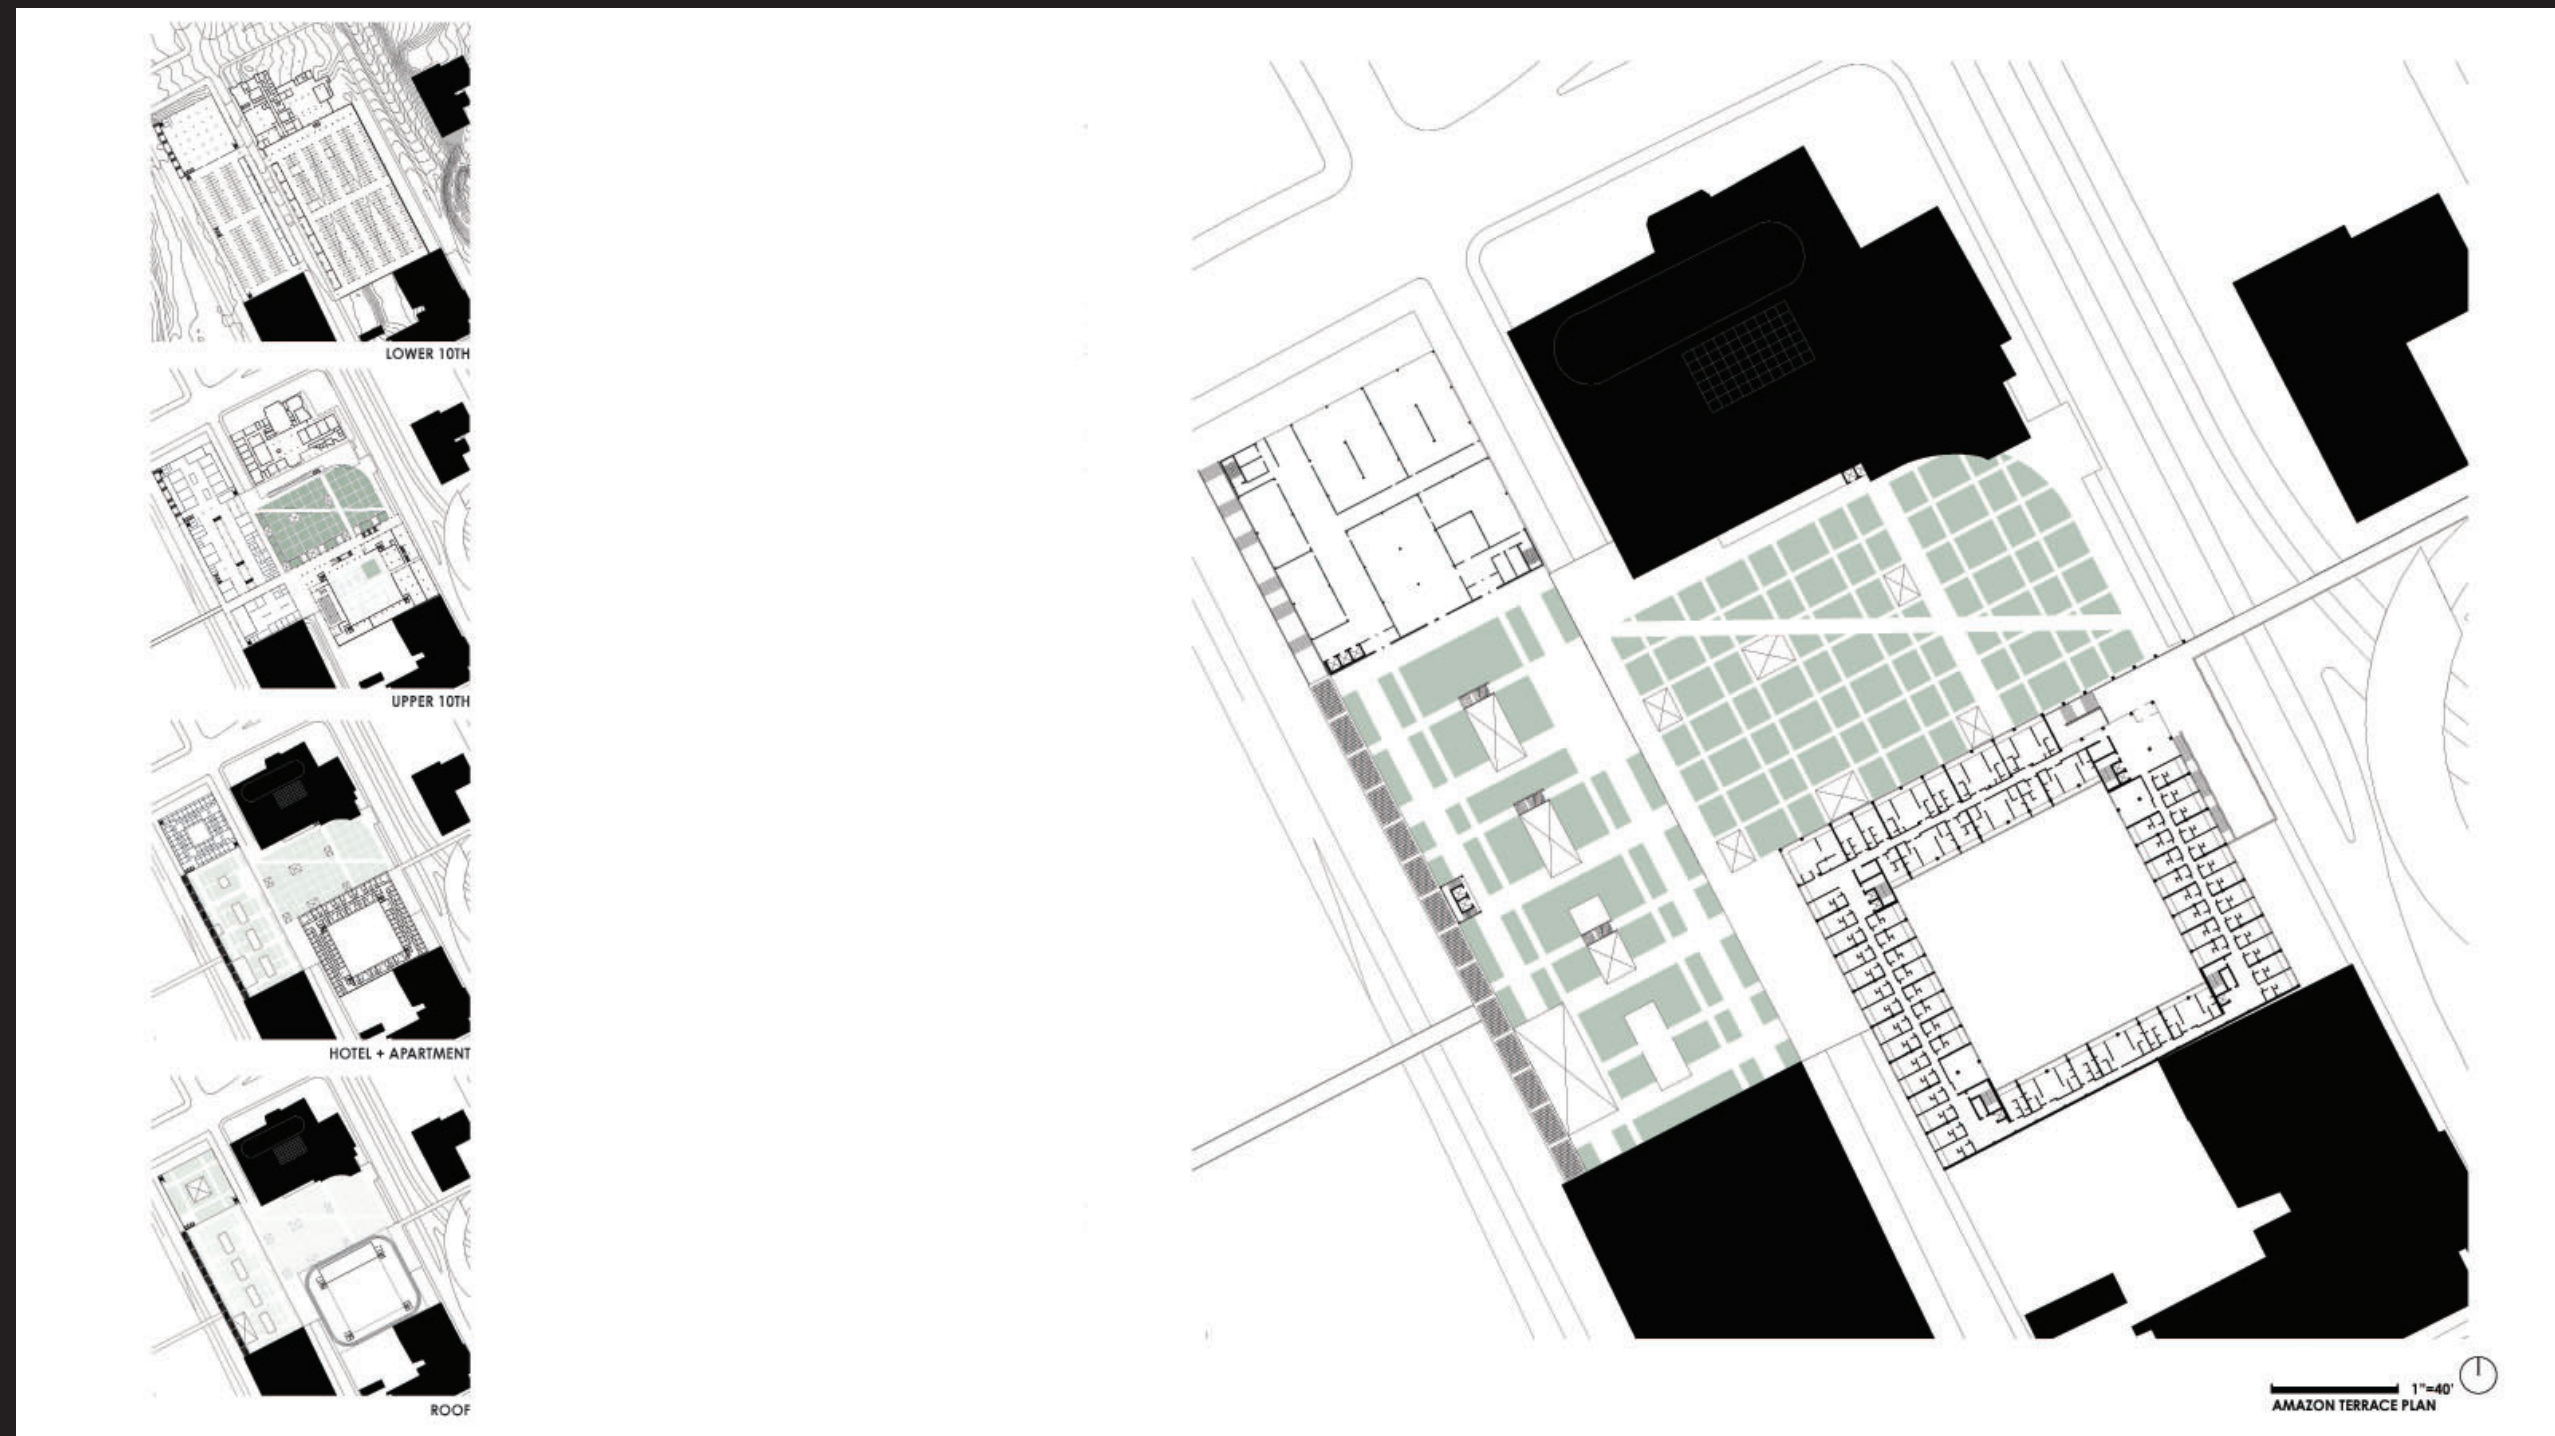 LOWER 10TH
UPPER 10TH
HOTEL + APARTMENT
ROOF
1"=40'
AMAZON TERRACE PLAN